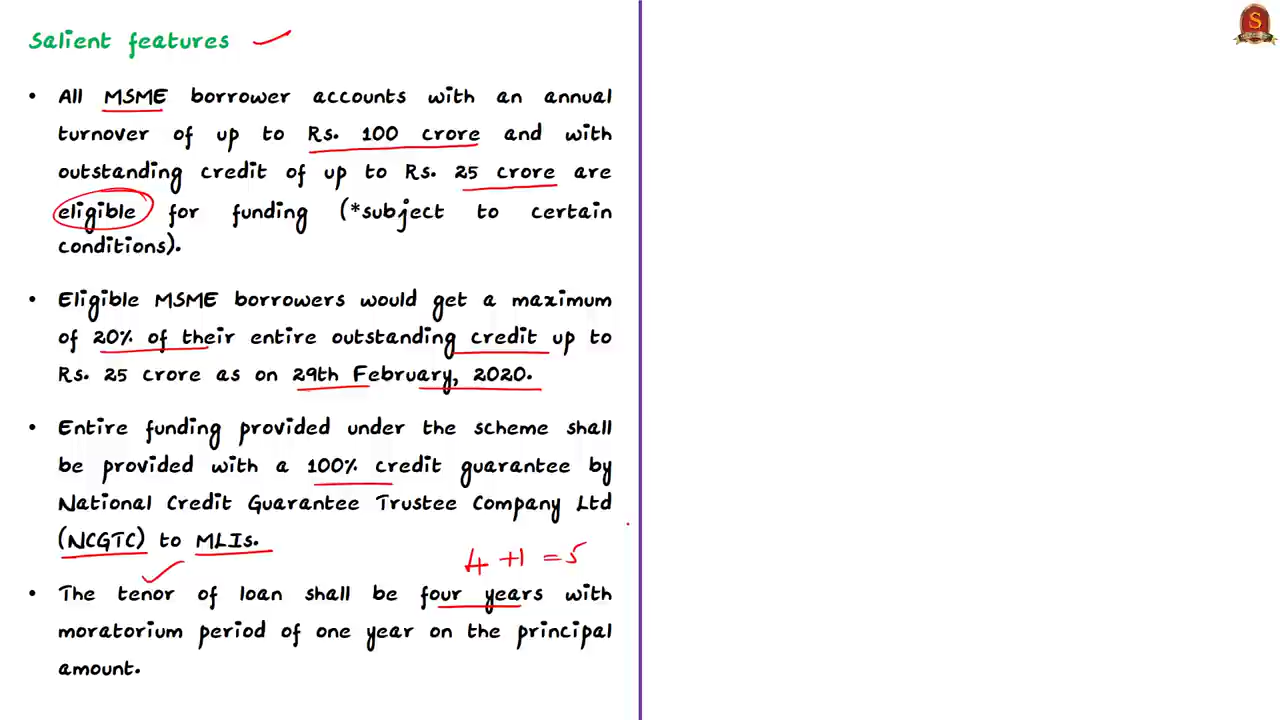 Salient features
• All MSME borrower accounts with an annual
turnover of up to Rs. 100 crore and with
outstanding credit of up to Rs. 25 crore are
eligible for funding (*subject to certain
conditions).
• Eligible MSME borrowers would get a maximum
of 20% of their entire outstanding credit up to
Rs. 25 crore as on 29th February, 2020.
• Entire funding provided under the scheme shall
be provided with a 100% credit guarantee by
National Credit Guarantee Trustee Company Ltd
(NCGTC) to MLIs.
4 +1 = 5
• The tenor of loan shall be four years with
moratorium period of one year on the principal
amount.
S